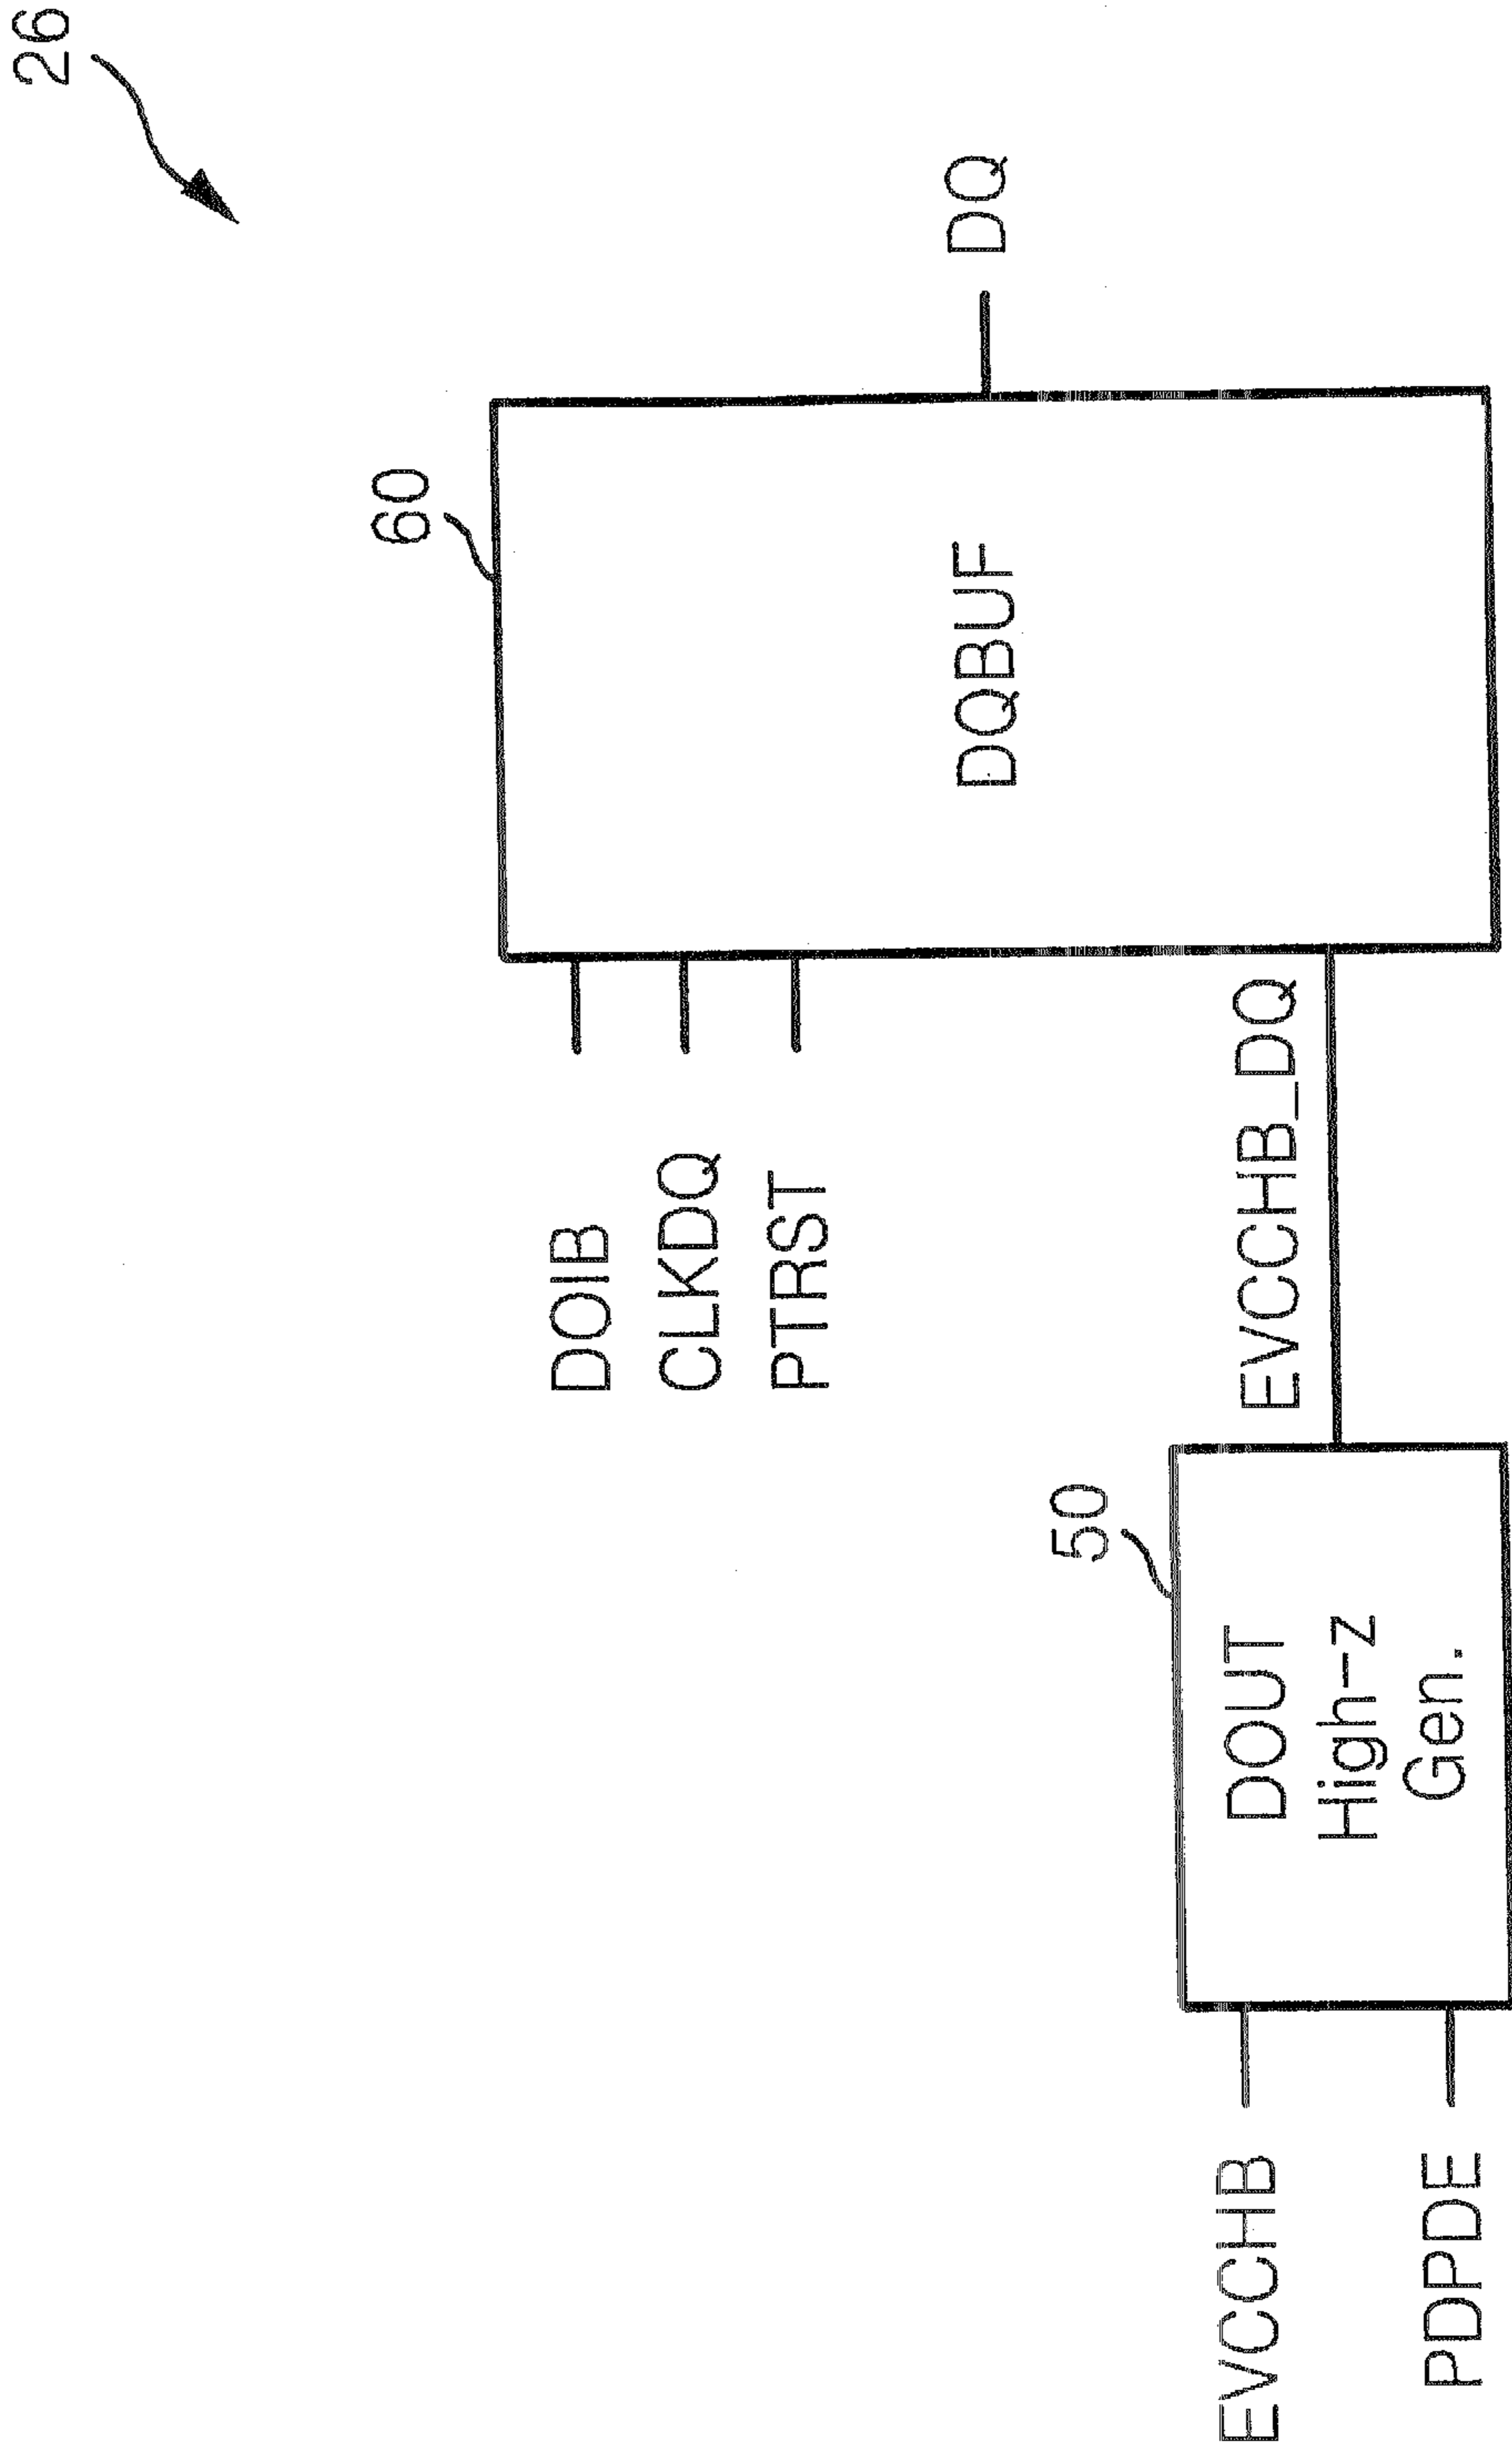 26
60
DOIB
CLKDQ
PTRST
DQBUF
DQ
50
EVCCHB_DQ
EVCCHB
DOUT
High-z
Gen.
PDPDE